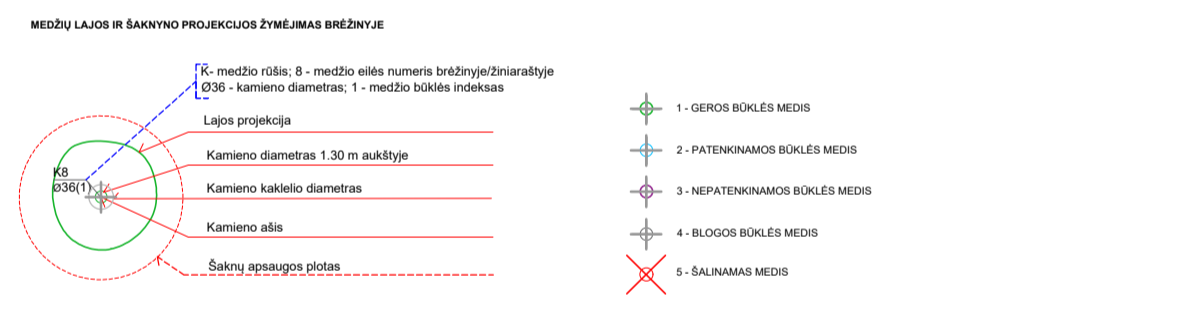 MEDŽIŲ LAJOS IR ŠAKNYNO PROJEKCIJOS ŽYMĖJIMAS BRĖŽINYJE
K- medžio rūšis; 8 - medžio eilės numeris brėžinyje/žiniaraštyje
Ø36 - kamieno diametras; 1 - medžio būklės indeksas
Lajos projekcija
Kamieno diametras 1.30 m aukštyje
K8
ø36(1)
Kamieno kaklelio diametras
Kamieno ašis
Šaknų apsaugos plotas
1 - GEROS BŪKLĖS MEDIS
2 - PATENKINAMOS BŪKLĖS MEDIS
3 - NEPATENKINAMOS BŪKLĖS MEDIS
4 - BLOGOS BŪKLĖS MEDIS
5 - ŠALINAMAS MEDIS